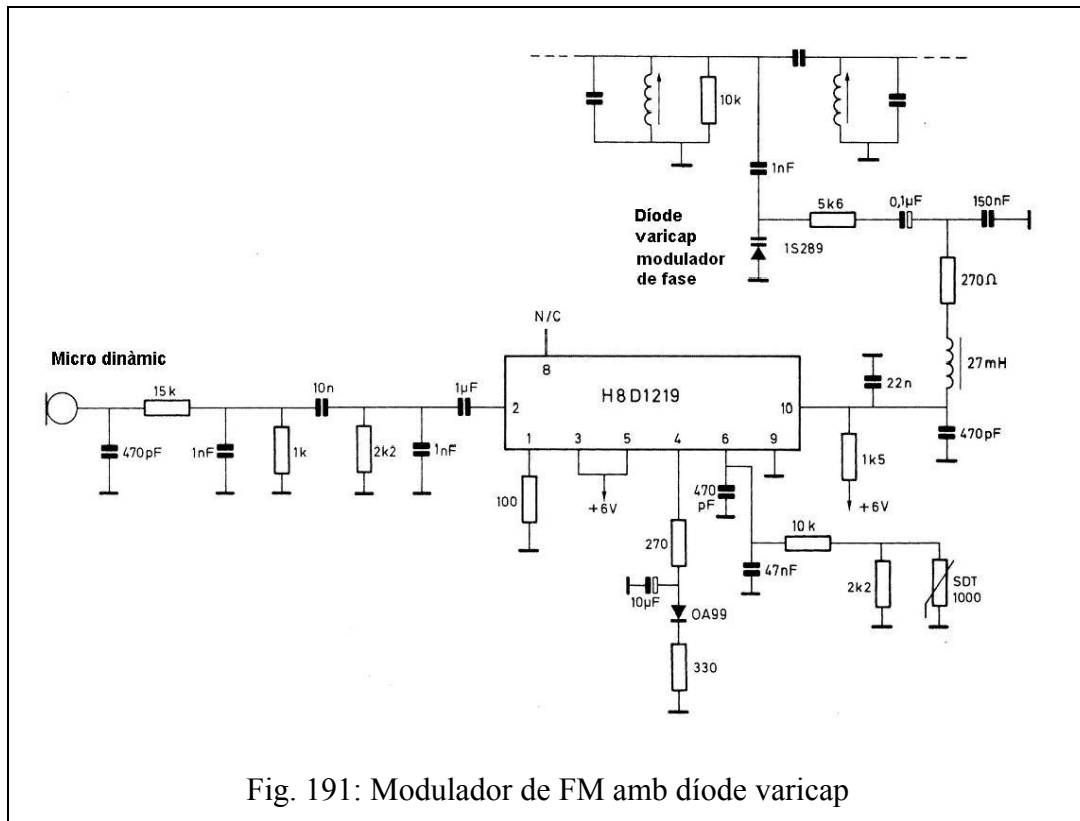 10k
1nF
Díode
varicap
modulador
de fase
1S289
5k6
0,1µF
150nF
270Ω
27mH
N/C
Micro dinàmic
15k
10n
1µF
8
H8D1219
2
10
22n
470pF
1nF
1k
2k2
1nF
1
3
5
4
6
9
1k5
470pF
100
+6V
470
pF
+6V
270
10k
47nF
2k2
SDT
1000
10µF
OA99
330
Fig. 191: Modulador de FM amb díode varicap